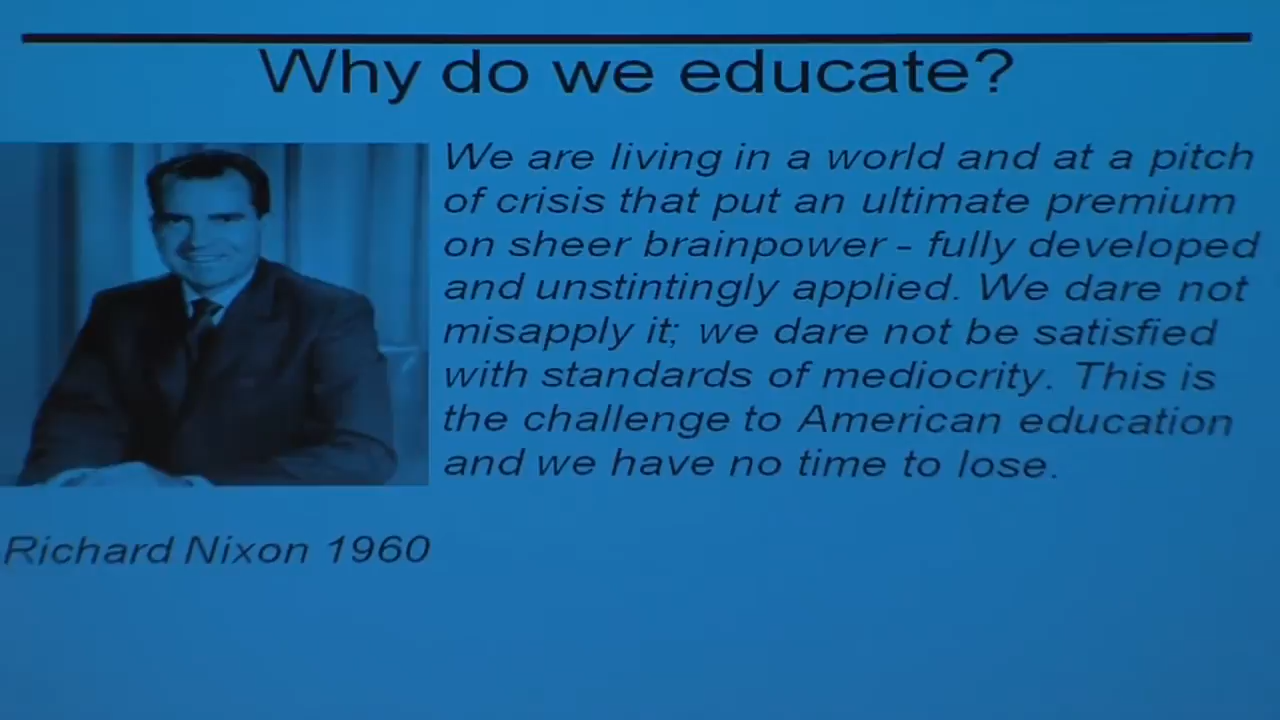 Why do we educate?
We are living in a world and at a pitch
of crisis that put an ultimate premium
on sheer brainpower - fully developed
and unstintingly applied. We dare not
misapply it; we dare not be satisfied
with standards of mediocrity. This is
the challenge to American education
and we have no time to lose.
Richard Nixon 1960